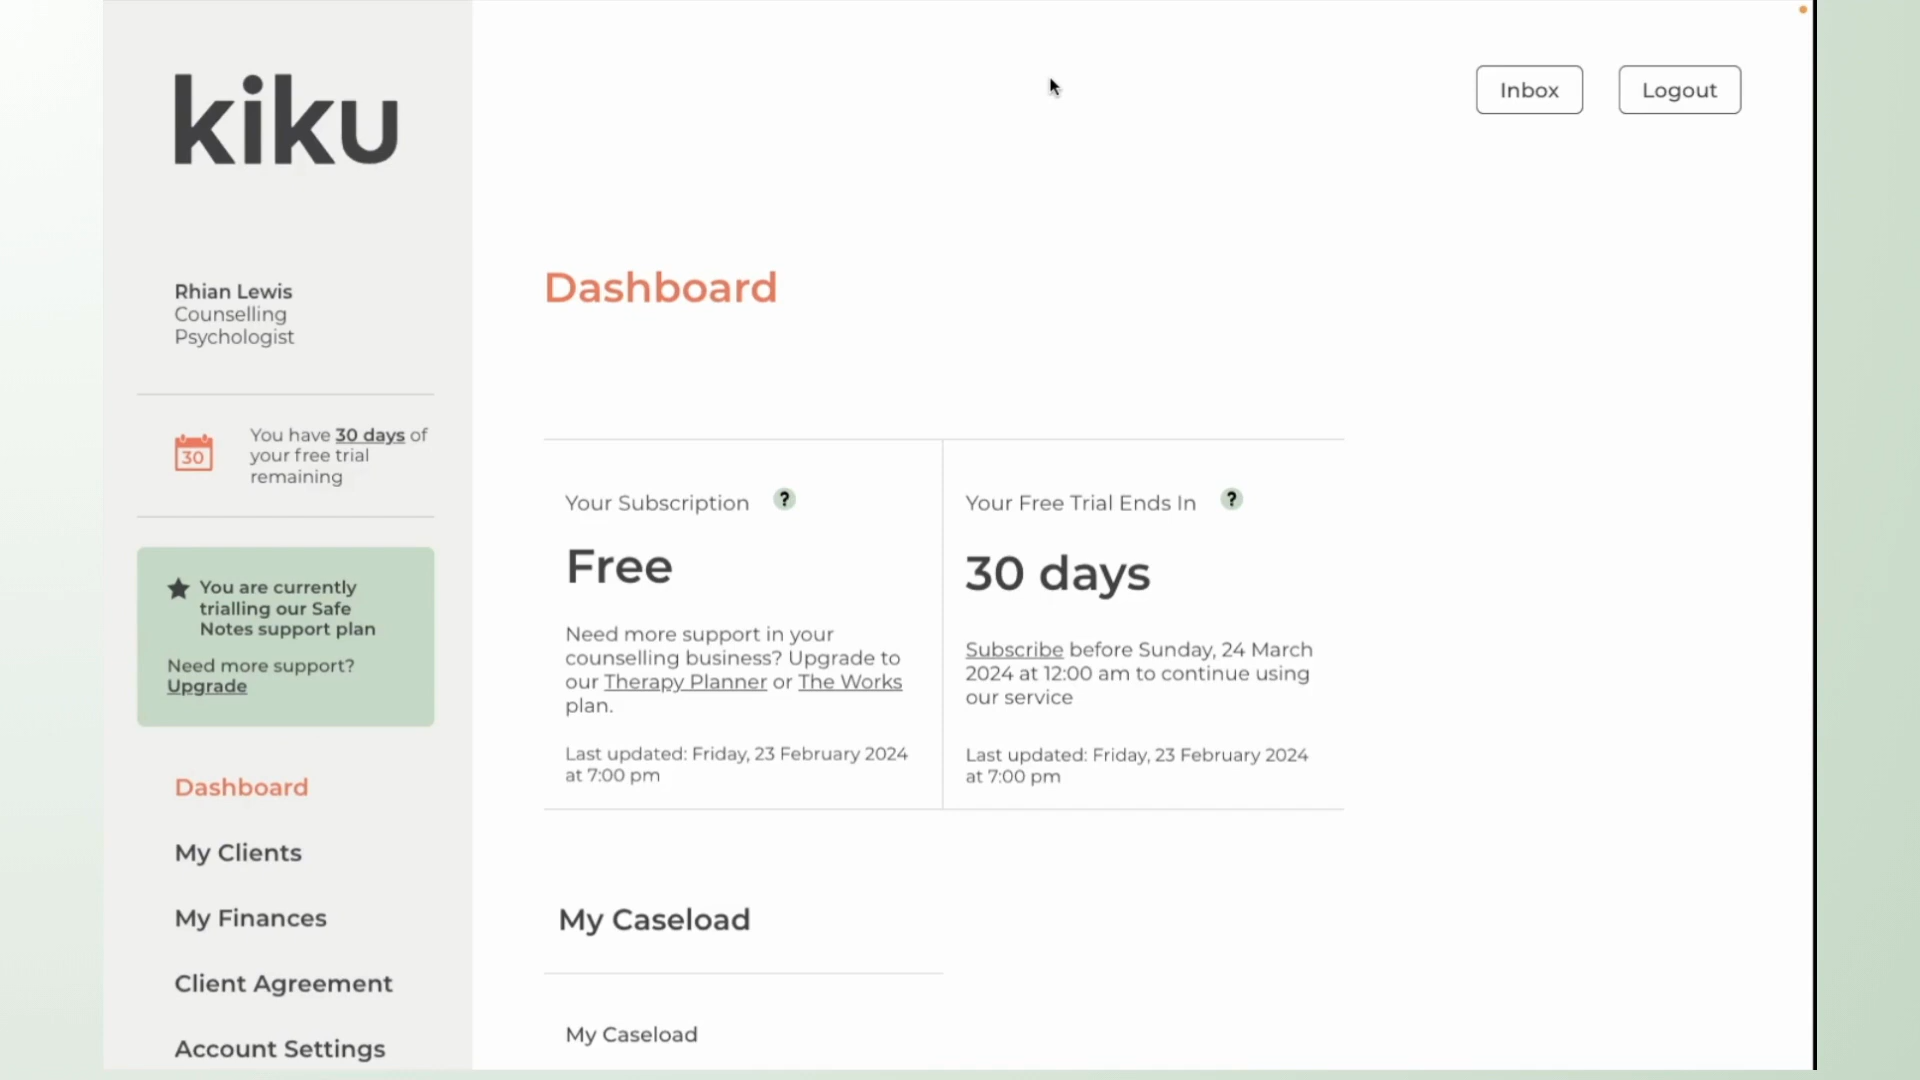 kiku
Inbox
Logout
Rhian Lewis
Counselling
Psychologist
30
You have 30 days of
your free trial
remaining
You are currently
trialling our Safe
Notes support plan
Need more support?
Upgrade
Dashboard
My Clients
My Finances
Client Agreement
Account Settings
Dashboard
Your Subscription ?
Free
Need more support in your
counselling business? Upgrade to
our Therapy Planner or The Works
plan.
Last updated: Friday, 23 February 2024
at 7:00 pm
Your Free Trial Ends In ?
30 days
Subscribe before Sunday, 24 March
2024 at 12:00 am to continue using
our service
Last updated: Friday, 23 February 2024
at 7:00 pm
My Caseload
My Caseload